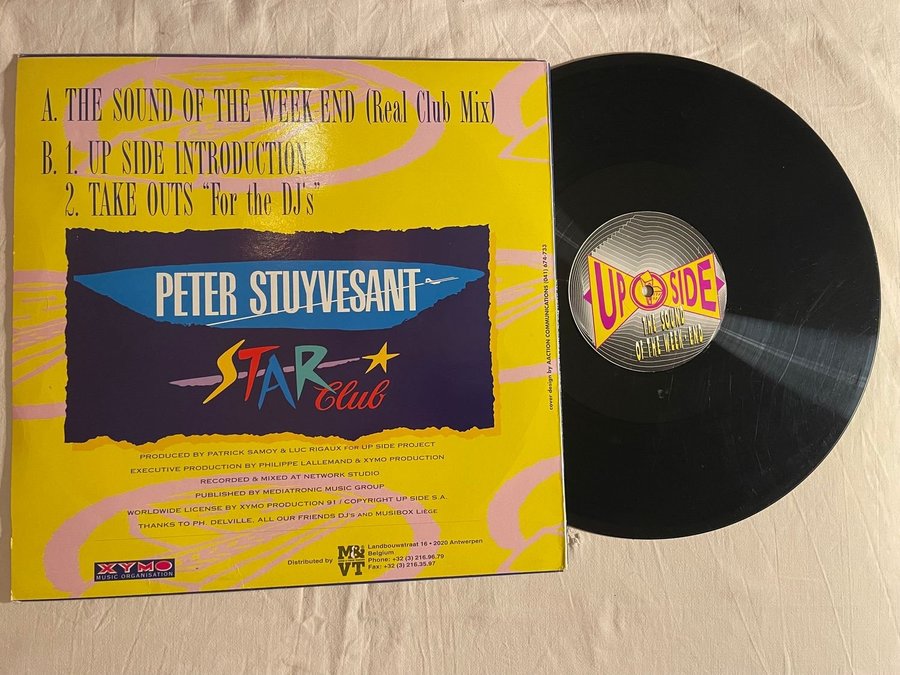 A. THE SOUND OF THE WEEK-END (Real Club Mix)
B. 1. UP SIDE INTRODUCTION
2. TAKE OUTS "For the DJ's"
PETER STUYVESANT
STAR
Club
PRODUCED BY PATRICK SAMOY & LUC RIGAUX FOR UP SIDE PROJECT
EXECUTIVE PRODUCTION BY PHILIPPE LALLEMAND & XYMO PRODUCTION
RECORDED & MIXED AT NETWORK STUDIO
PUBLISHED BY MEDIATRONIC MUSIC GROUP
WORLDWIDE LICENSE BY XYMO PRODUCTION 91 / COPYRIGHT UP SIDE S.A.
THANKS TO PH. DELVILLE, ALL OUR FRIENDS DJ's AND MUSIBOX LIEGE
XYMO
MUSIC ORGANISATION
Distributed by
M&
VT
Landbouwstraat 16 • 2020 Antwerpen
Belgium
Phone: +32 (3) 216.96.79
Fax: +32 (3) 216.35.97
cover design by AACTION COMMUNICATIONS (041) 674 733
UP SIDE
THE SOUND
OF THE WEEK-END